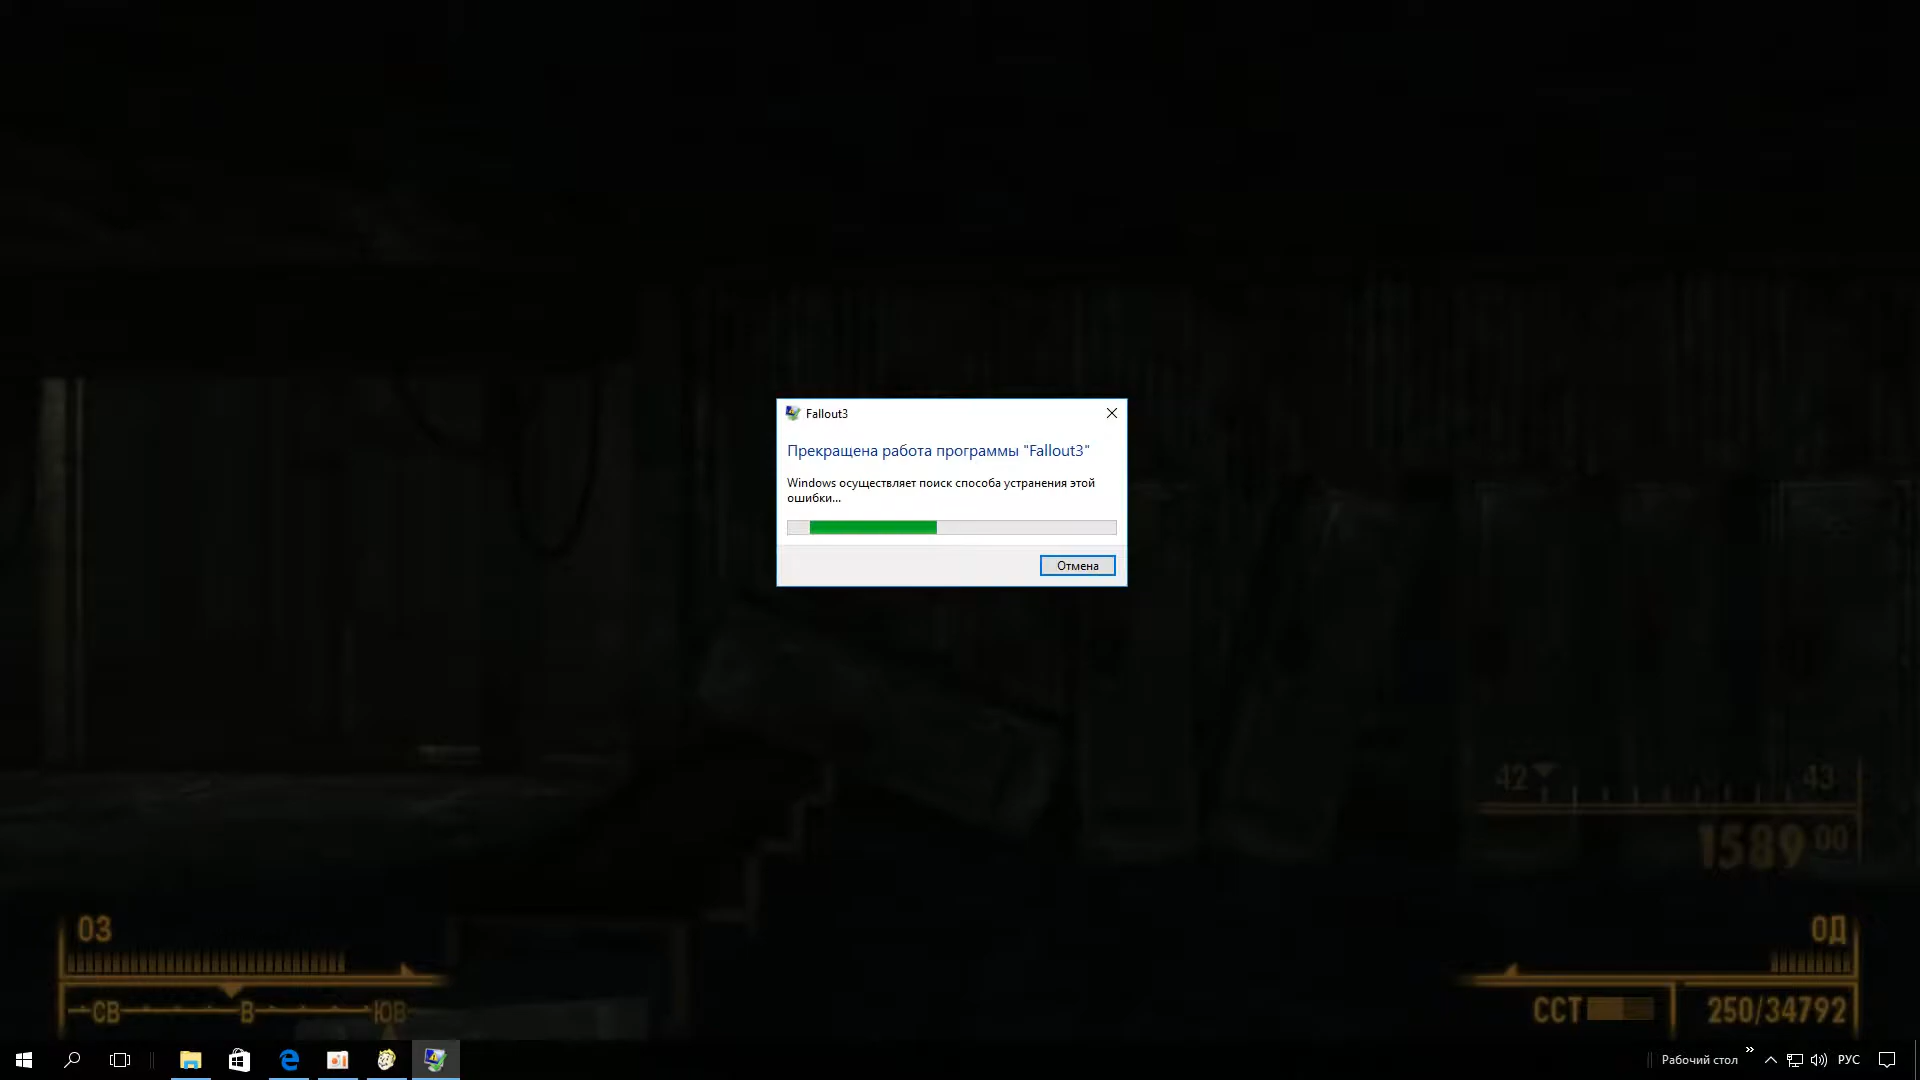 Fallout3
Прекращена работа программы "Fallout3"
Windows осуществляет поиск способа устранения этой
ошибки...
Отмена
42 43
1589 00
ОЗ
ОД
СВ В ЮВ
ССТ 250/34792
Рабочий стол » РУС